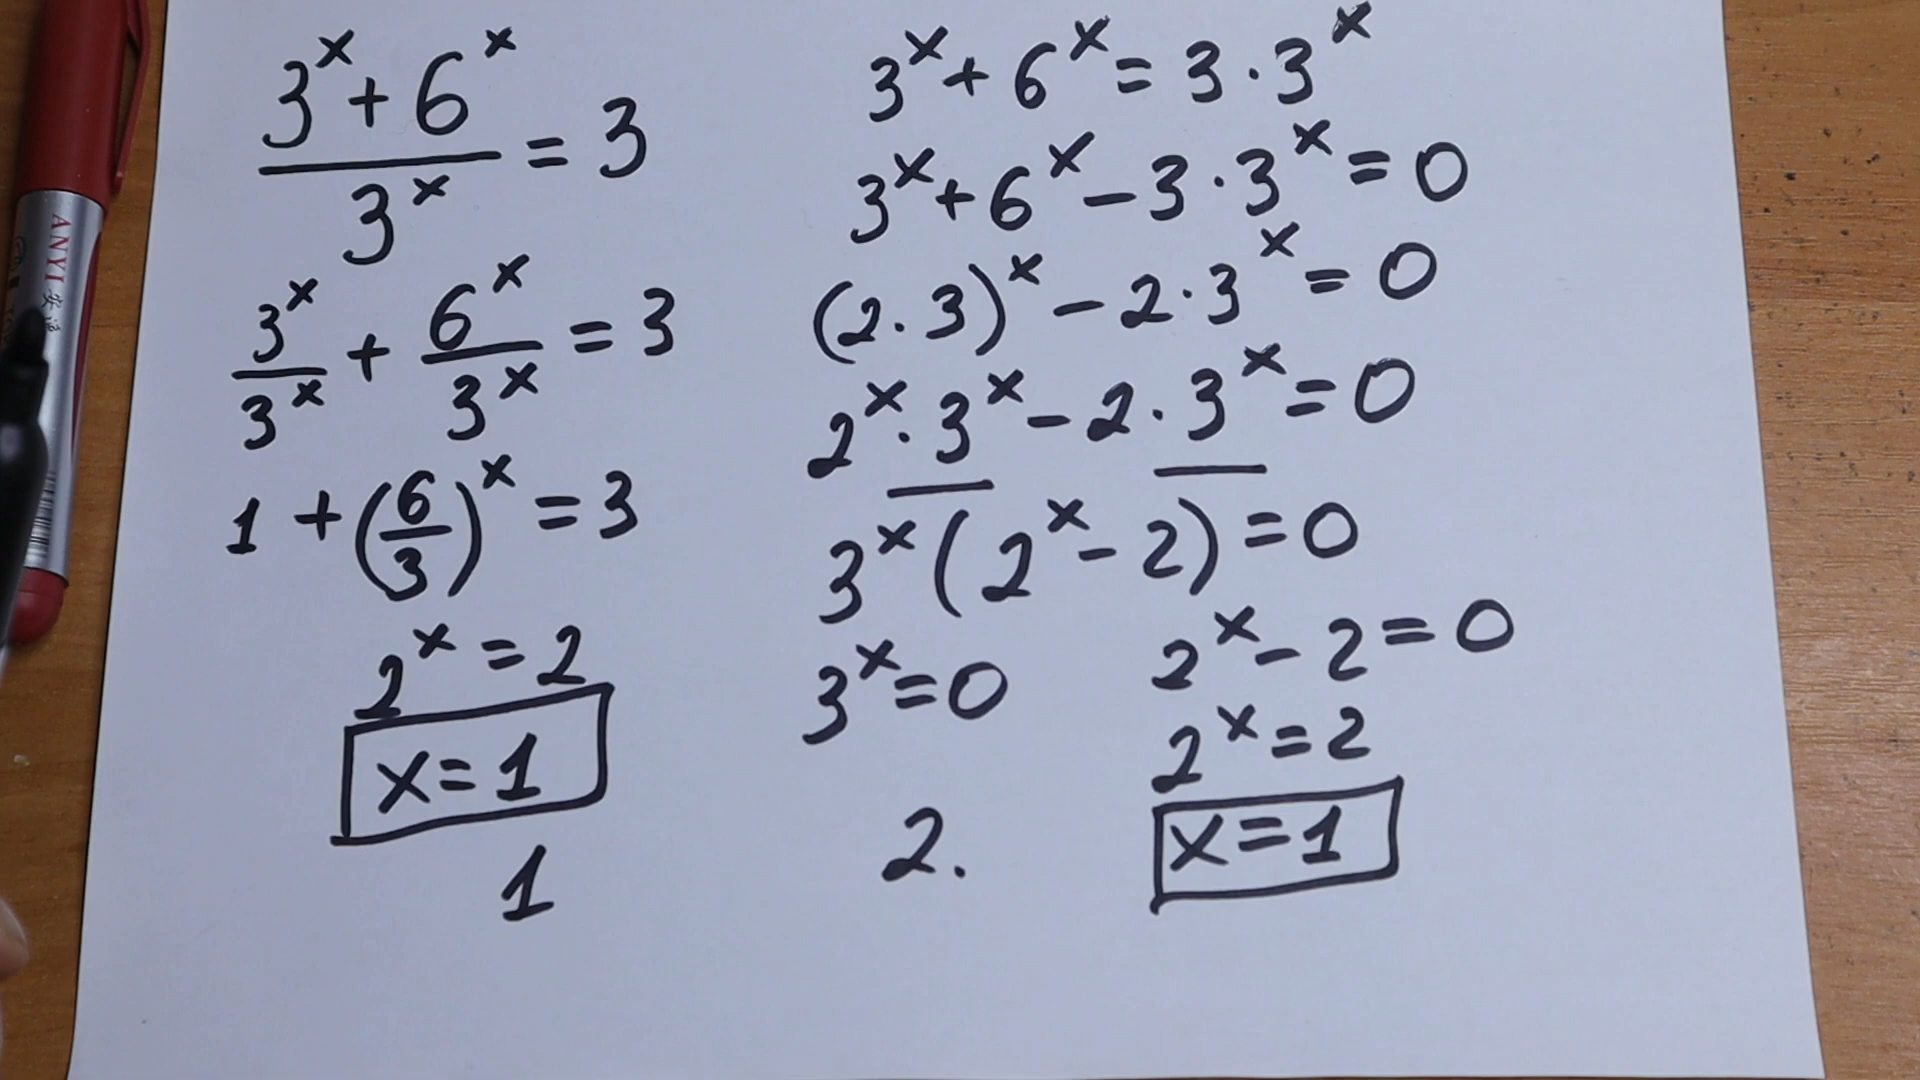 3^x + 6^x
3^x
= 3
3^x/3^x + 6^x/3^x = 3
1 + (6/3)^x = 3
2^x = 2
x = 1
1
3^x + 6^x = 3 · 3^x
3^x + 6^x - 3 · 3^x = 0
(2 · 3)^x - 2 · 3^x = 0
2^x · 3^x - 2 · 3^x = 0
3^x (2^x - 2) = 0
3^x = 0
2.
2^x - 2 = 0
2^x = 2
x = 1
ANYI